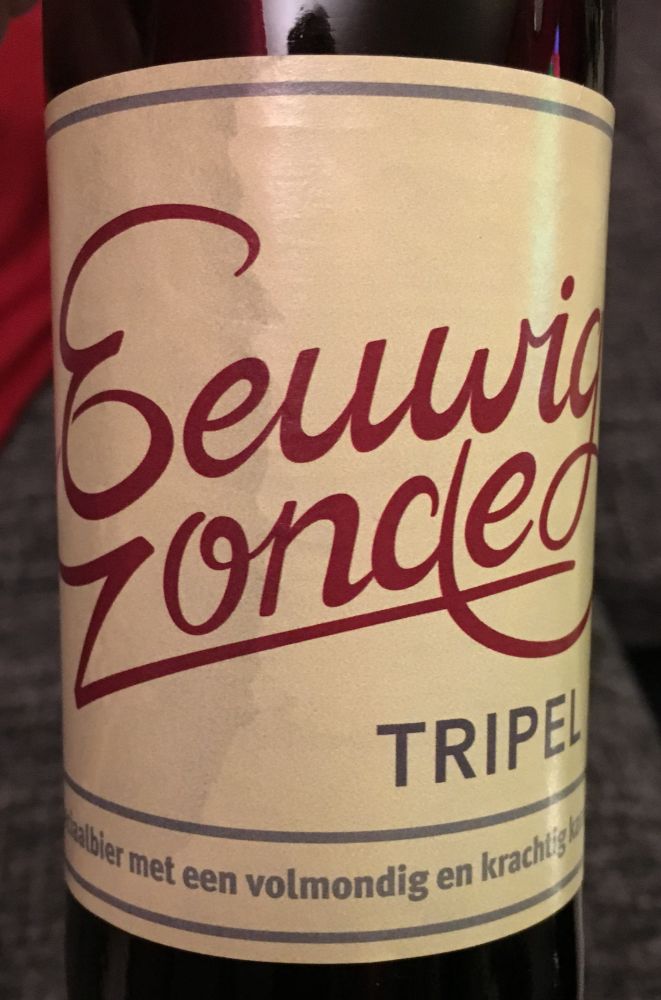 Eeuwig
Zonde
TRIPEL
met een volmondig en krachtig